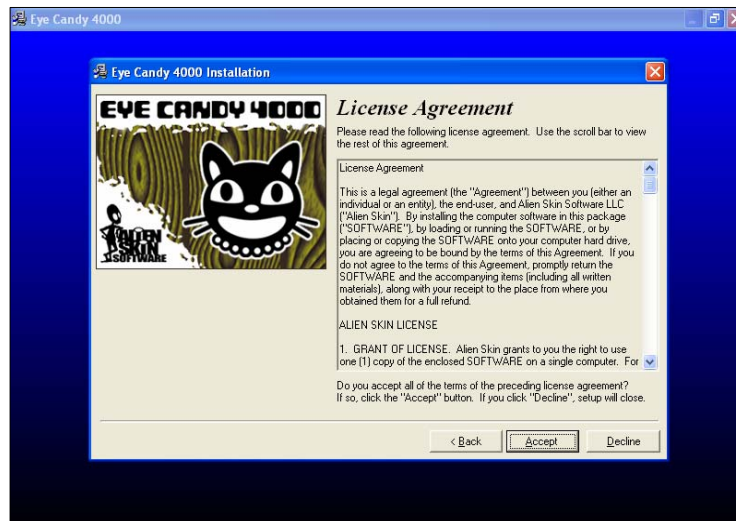 Eye Candy 4000
Eye Candy 4000 Installation
EYE CANDY 4000
ALIEN
SKIN
SOFTWARE
License Agreement
Please read the following license agreement. Use the scroll bar to view
the rest of this agreement.
License Agreement
This is a legal agreement (the "Agreement") between you (either an
individual or an entity), the end-user, and Alien Skin Software LLC
("Alien Skin"). By installing the computer software in this package
("SOFTWARE"), by loading or running the SOFTWARE, or by
placing or copying the SOFTWARE onto your computer hard drive,
you are agreeing to be bound by the terms of this Agreement. If you
do not agree to the terms of this Agreement, promptly return the
SOFTWARE and the accompanying items (including all written
materials), along with your receipt to the place from where you
obtained them for a full refund.
ALIEN SKIN LICENSE
1. GRANT OF LICENSE. Alien Skin grants to you the right to use
one (1) copy of the enclosed SOFTWARE on a single computer. For
Do you accept all of the terms of the preceding license agreement?
If so, click the "Accept" button. If you click "Decline", setup will close.
< Back
Accept
Decline